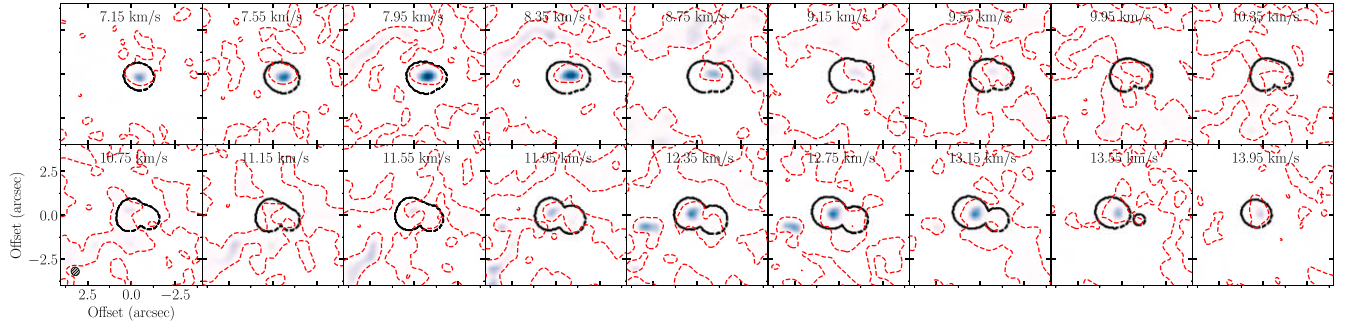 7.15 km/s 7.55 km/s 7.95 km/s 8.35 km/s 8.75 km/s 9.15 km/s 9.55 km/s 9.95 km/s 10.35 km/s
10.75 km/s 11.15 km/s 11.55 km/s 11.95 km/s 12.35 km/s 12.75 km/s 13.15 km/s 13.55 km/s 13.95 km/s
2.5
0.0
−2.5
Offset (arcsec)
2.5 0.0 −2.5
Offset (arcsec)